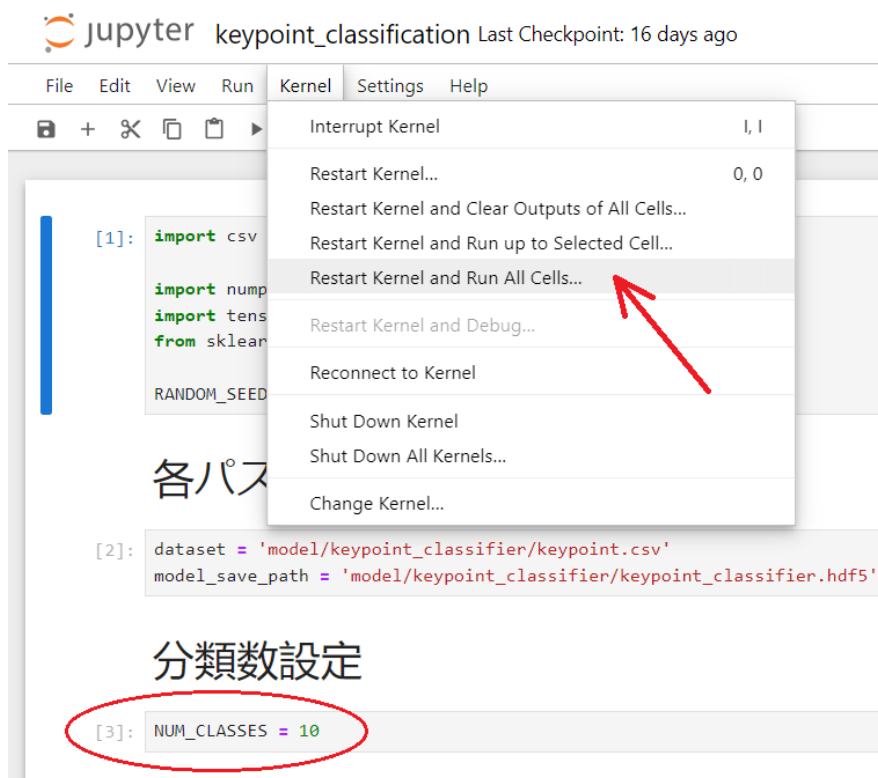 jupyter keypoint_classification Last Checkpoint: 16 days ago
File Edit View Run Kernel Settings Help
Interrupt Kernel I, I
Restart Kernel... 0, 0
Restart Kernel and Clear Outputs of All Cells...
Restart Kernel and Run up to Selected Cell...
Restart Kernel and Run All Cells...
Restart Kernel and Debug...
Reconnect to Kernel
Shut Down Kernel
Shut Down All Kernels...
Change Kernel...
[1]: import csv
import nump
import tens
from sklear
RANDOM_SEED
各パス
[2]: dataset = 'model/keypoint_classifier/keypoint.csv'
model_save_path = 'model/keypoint_classifier/keypoint_classifier.hdf5'
分類数設定
[3]: NUM_CLASSES = 10